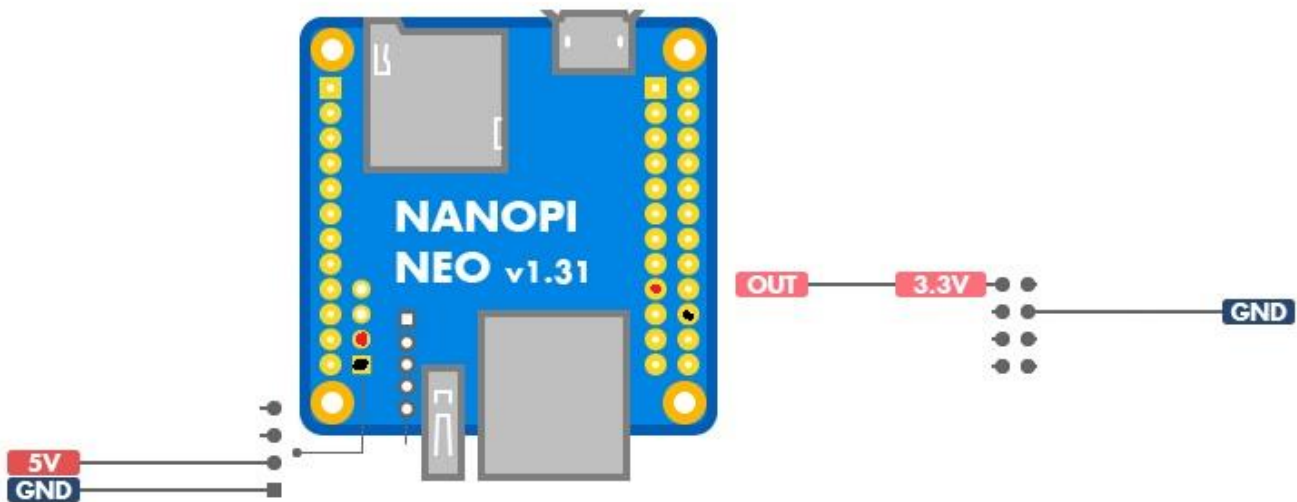 NANOPI
NEO v1.31
OUT
3.3V
GND
5V
GND